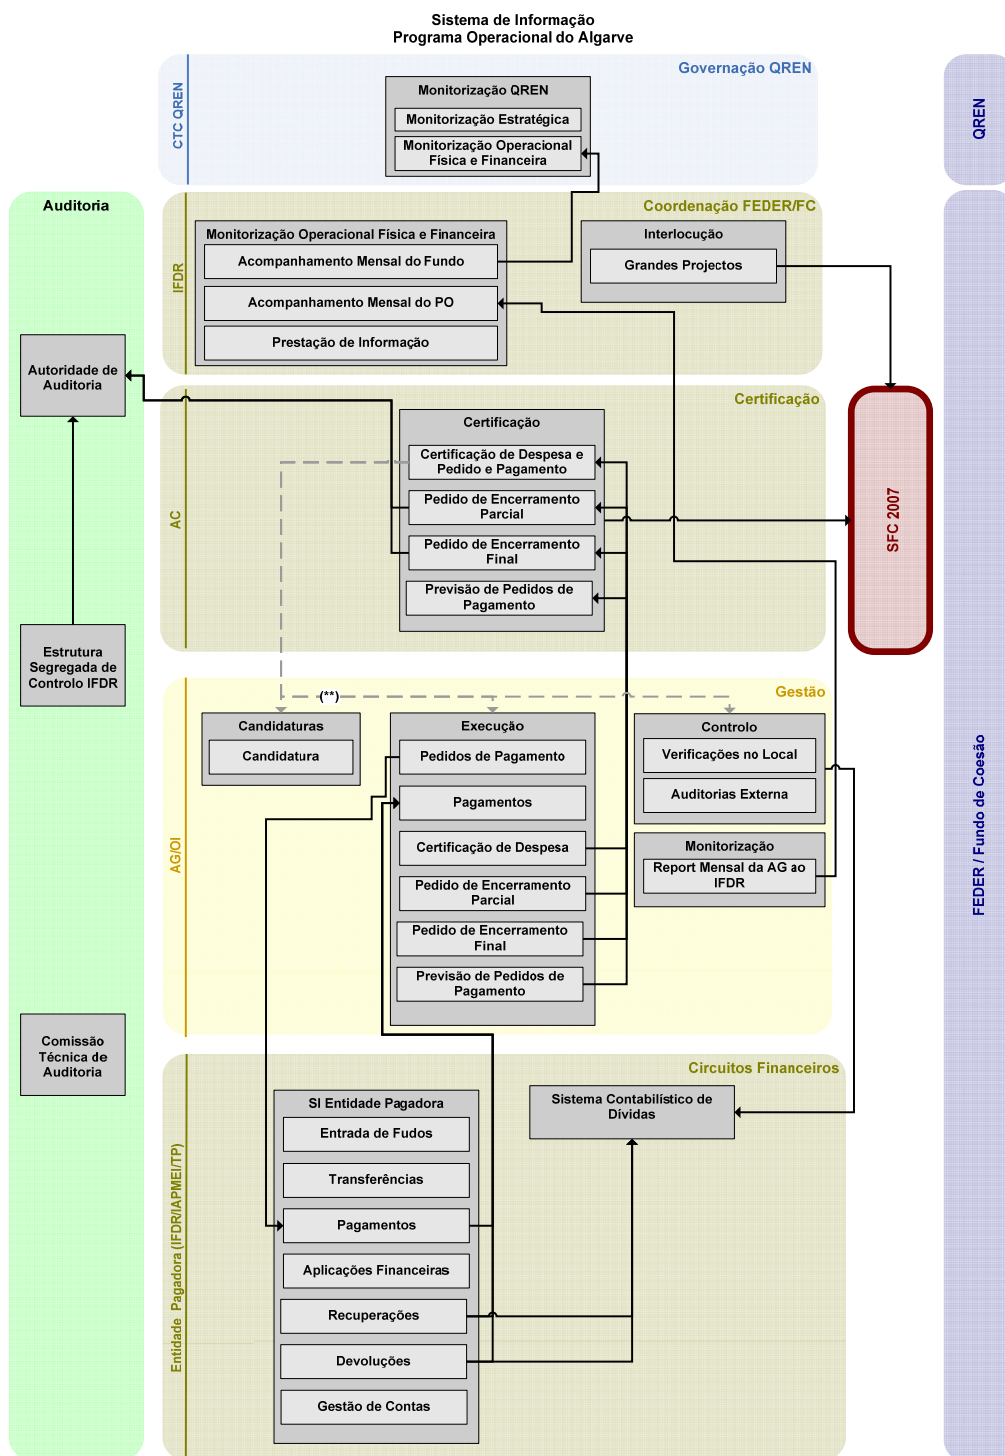 Sistema de Informação
Programa Operacional do Algarve
Governação QREN
CTC QREN
Monitorização QREN
Monitorização Estratégica
Monitorização Operacional
Física e Financeira
QREN
Auditoria
Autoridade de
Auditoria
Estrutura
Segregada de
Controlo IFDR
Comissão
Técnica de
Auditoria
Coordenação FEDER/FC
IFDR
Monitorização Operacional Física e Financeira
Acompanhamento Mensal do Fundo
Acompanhamento Mensal do PO
Prestação de Informação
Interlocução
Grandes Projectos
Certificação
AC
Certificação
Certificação de Despesa e
Pedido e Pagamento
Pedido de Encerramento
Parcial
Pedido de Encerramento
Final
Previsão de Pedidos de
Pagamento
SFC 2007
FEDER / Fundo de Coesão
Gestão
AG/OI
(**)
Candidaturas
Candidatura
Execução
Pedidos de Pagamento
Pagamentos
Certificação de Despesa
Pedido de Encerramento
Parcial
Pedido de Encerramento
Final
Previsão de Pedidos de
Pagamento
Controlo
Verificações no Local
Auditorias Externa
Monitorização
Report Mensal da AG ao
IFDR
Circuitos Financeiros
Entidade Pagadora (IFDR/IAPMEI/TP)
SI Entidade Pagadora
Entrada de Fudos
Transferências
Pagamentos
Aplicações Financeiras
Recuperações
Devoluções
Gestão de Contas
Sistema Contabilístico de
Dívidas